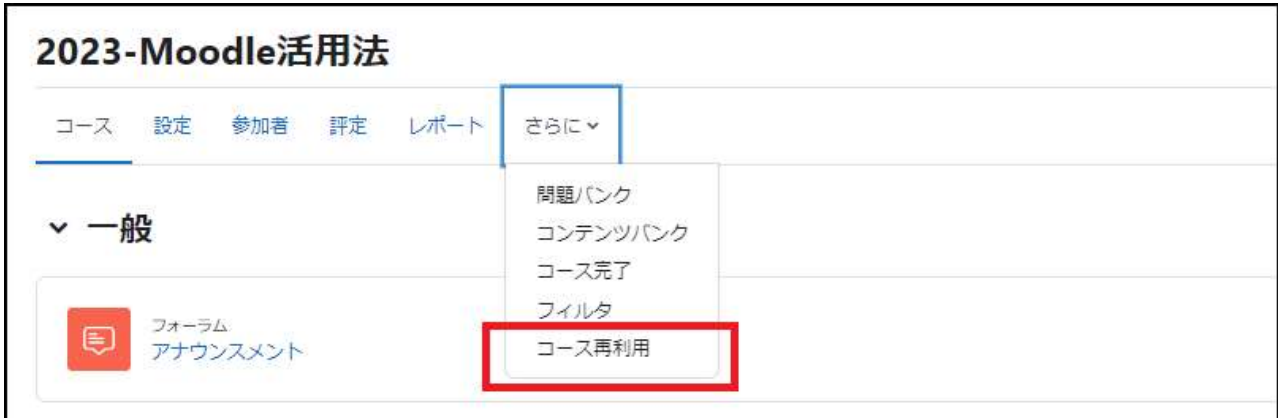 2023-Moodle活用法
コース 設定 参加者 評定 レポート さらに
問題バンク
コンテンツバンク
コース完了
フィルタ
コース再利用
一般
フォーラム
アナウンスメント